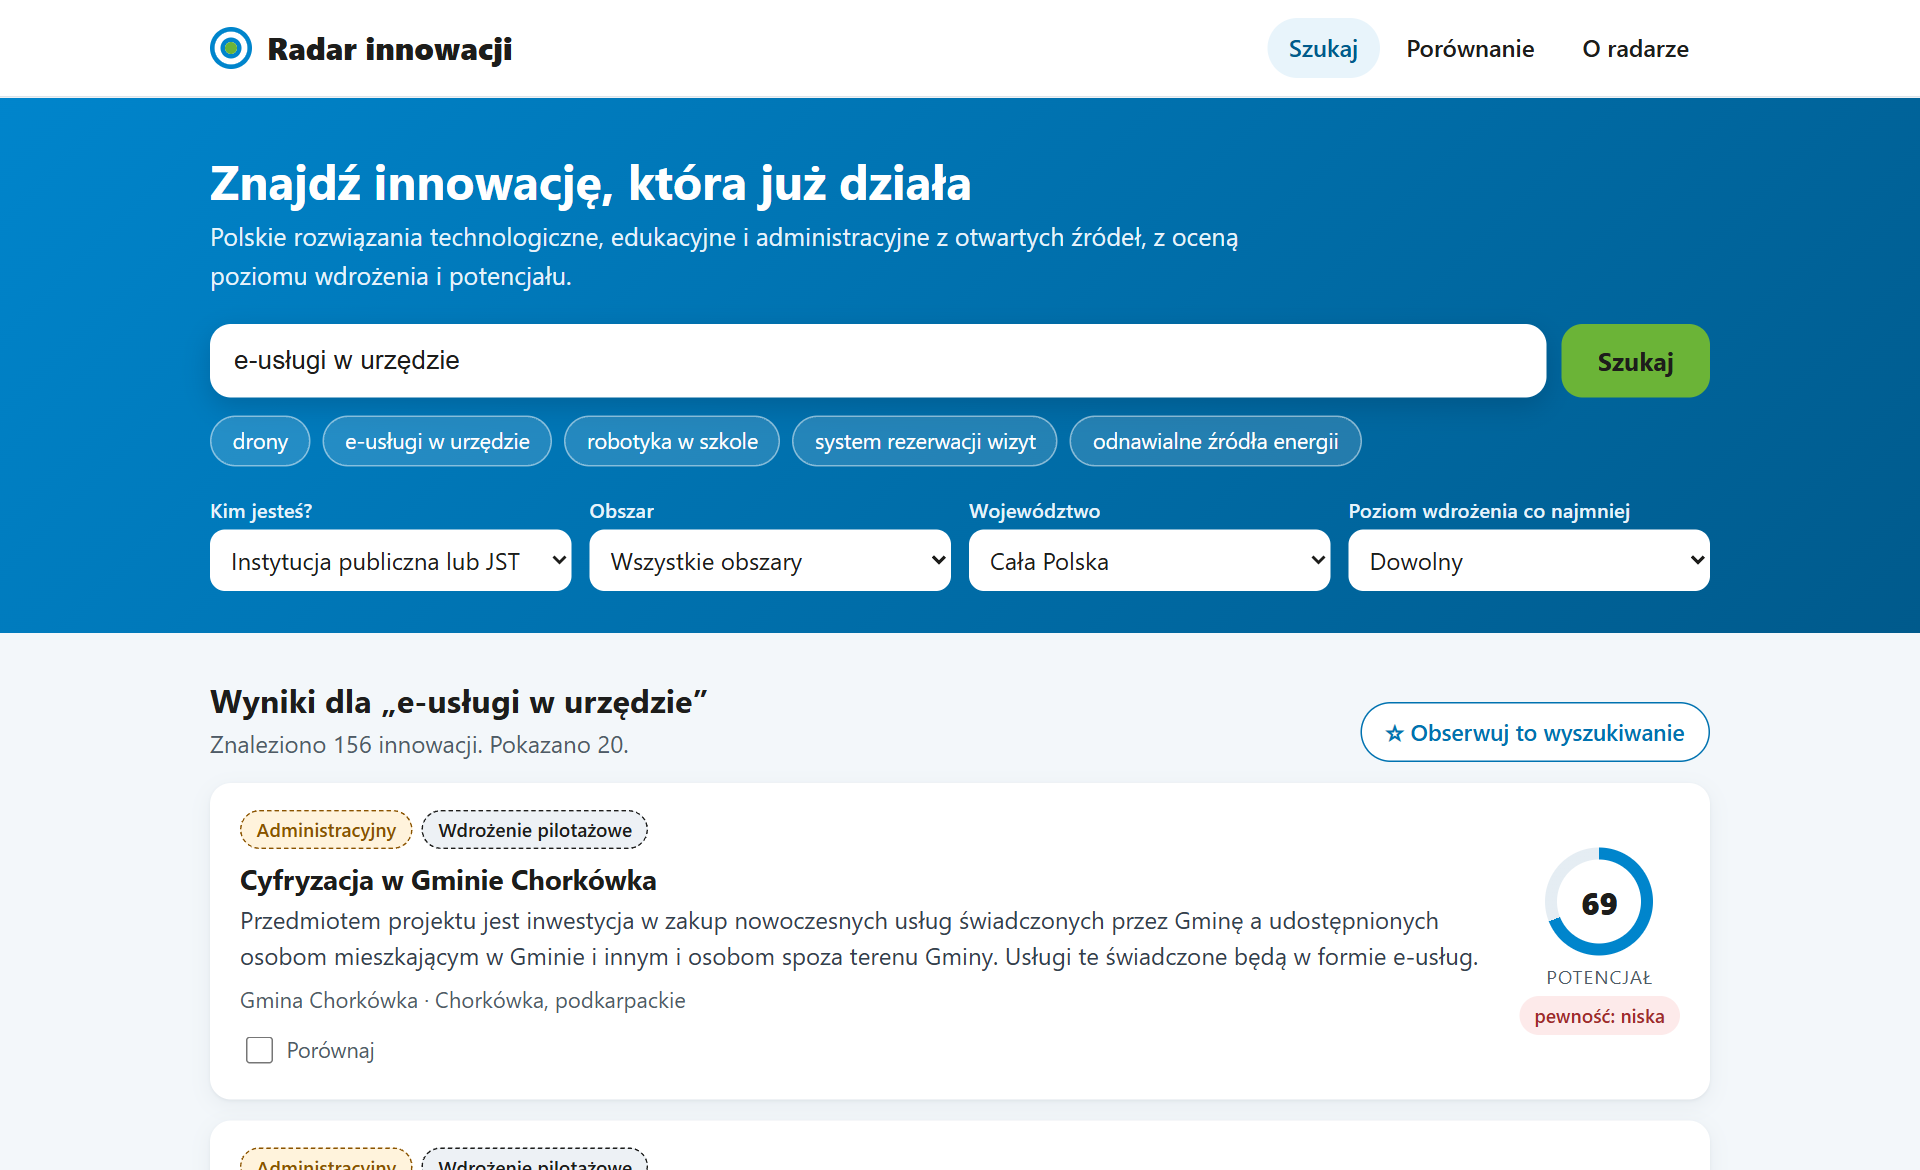 Radar innowacji
Szukaj
Porównanie
O radarze
Znajdź innowację, która już działa
Polskie rozwiązania technologiczne, edukacyjne i administracyjne z otwartych źródeł, z oceną
poziomu wdrożenia i potencjału.
e-usługi w urzędzie
Szukaj
drony
e-usługi w urzędzie
robotyka w szkole
system rezerwacji wizyt
odnawialne źródła energii
Kim jesteś?
Obszar
Województwo
Poziom wdrożenia co najmniej
Instytucja publiczna lub JST
Wszystkie obszary
Cała Polska
Dowolny
Wyniki dla „e-usługi w urzędzie”
Znaleziono 156 innowacji. Pokazano 20.
☆ Obserwuj to wyszukiwanie
Administracyjny
Wdrożenie pilotażowe
Cyfryzacja w Gminie Chorkówka
Przedmiotem projektu jest inwestycja w zakup nowoczesnych usług świadczonych przez Gminę a udostępnionych
osobom mieszkającym w Gminie i innym i osobom spoza terenu Gminy. Usługi te świadczone będą w formie e-usług.
Gmina Chorkówka · Chorkówka, podkarpackie
Porównaj
69
POTENCJAŁ
pewność: niska
Administracyjny
Wdrożenie pilotażowe